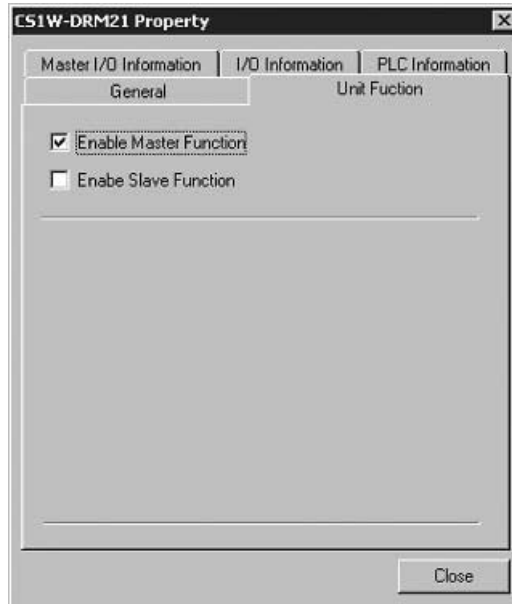 CS1W-DRM21 Property
Master I/O Information I/O Information PLC Information
General Unit Fuction
Enable Master Function
Enabe Slave Function
Close